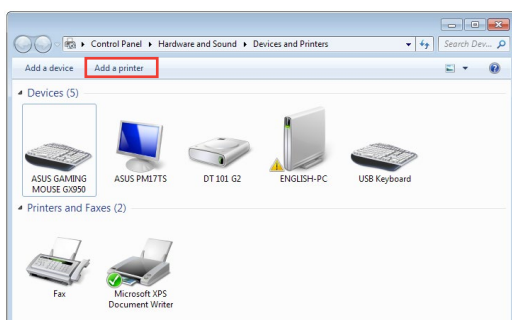 Control Panel ▸ Hardware and Sound ▸ Devices and Printers
Search Dev...
Add a device
Add a printer
Devices (5)
ASUS GAMING
MOUSE GX950
ASUS PM17TS
DT 101 G2
ENGLISH-PC
USB Keyboard
Printers and Faxes (2)
Fax
Microsoft XPS
Document Writer